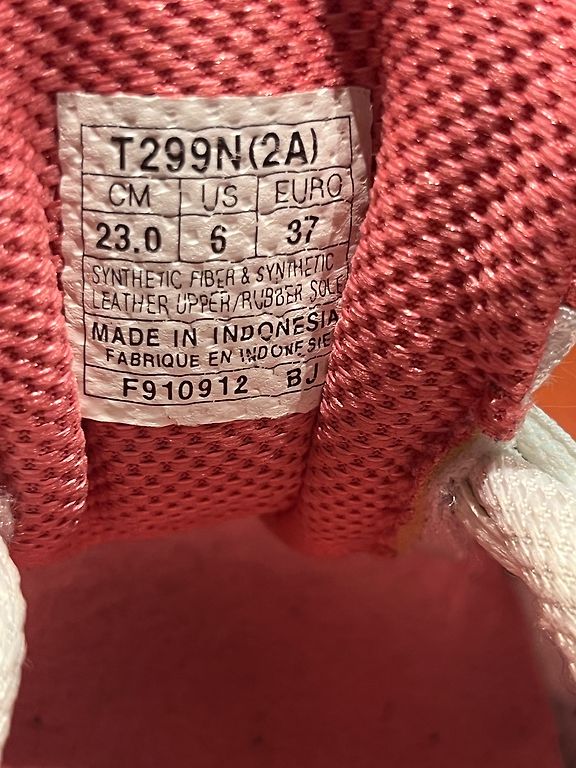 T299N(2A)
CM US EURO
23.0 6 37
SYNTHETIC FIBER & SYNTHETIC
LEATHER UPPER/RUBBER SOLE
MADE IN INDONESIA
FABRIQUE EN INDONESIE
F910912 BJ